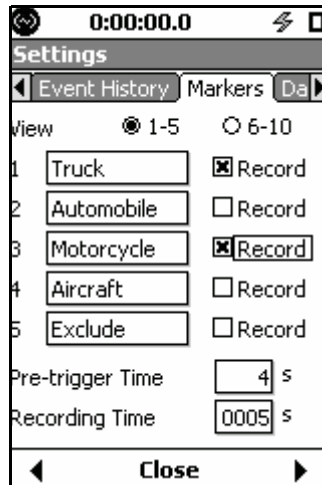 0:00:00.0
Settings
Event History Markers Da
View 1-5 6-10
1 Truck Record
2 Automobile Record
3 Motorcycle Record
4 Aircraft Record
5 Exclude Record
Pre-trigger Time 4 s
Recording Time 0005 s
Close